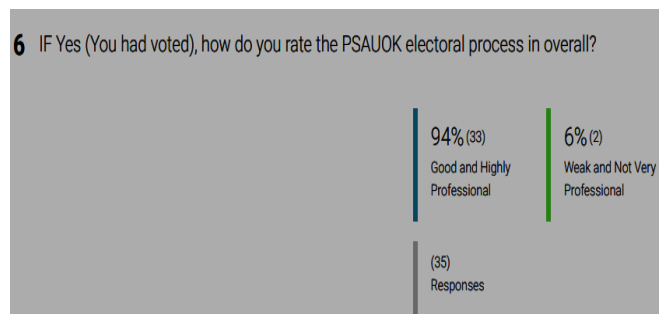 6 IF Yes (You had voted), how do you rate the PSAUOK electoral process in overall?
94% (33)
Good and Highly
Professional
6% (2)
Weak and Not Very
Professional
(35)
Responses